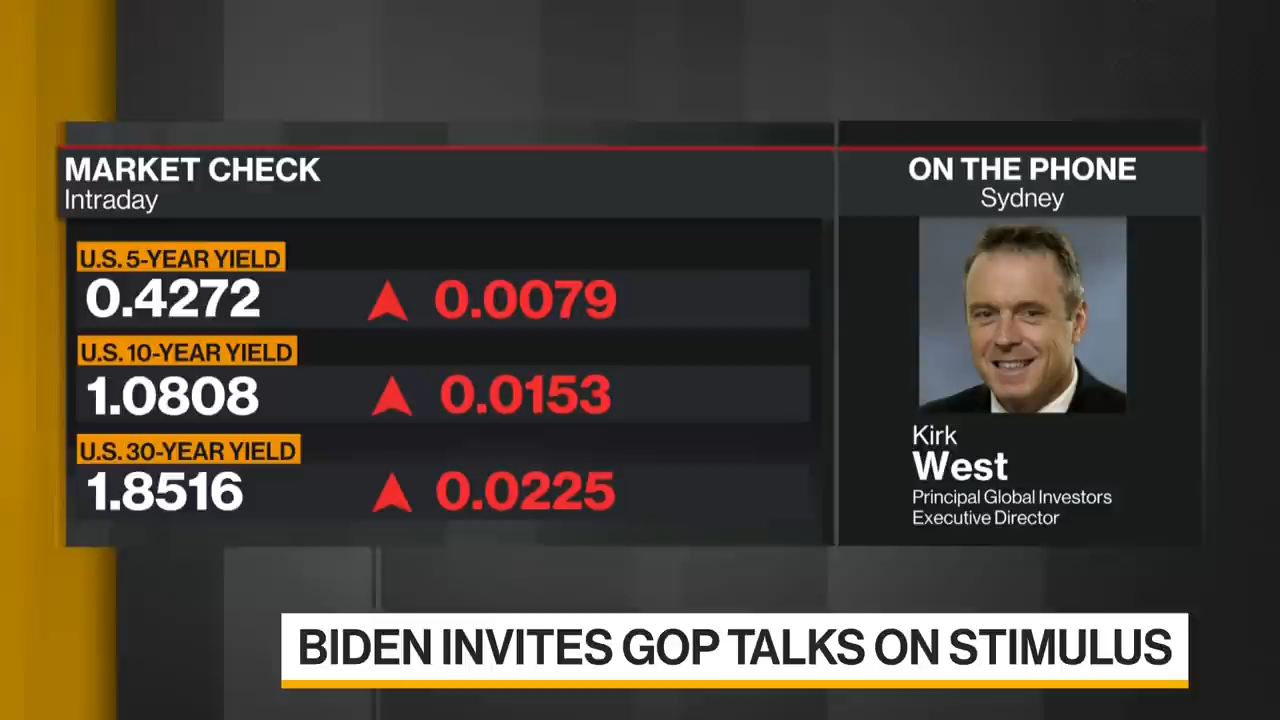 MARKET CHECK
Intraday
U.S. 5-YEAR YIELD
0.4272 ▲ 0.0079
U.S. 10-YEAR YIELD
1.0808 ▲ 0.0153
U.S. 30-YEAR YIELD
1.8516 ▲ 0.0225
ON THE PHONE
Sydney
Kirk
West
Principal Global Investors
Executive Director
BIDEN INVITES GOP TALKS ON STIMULUS